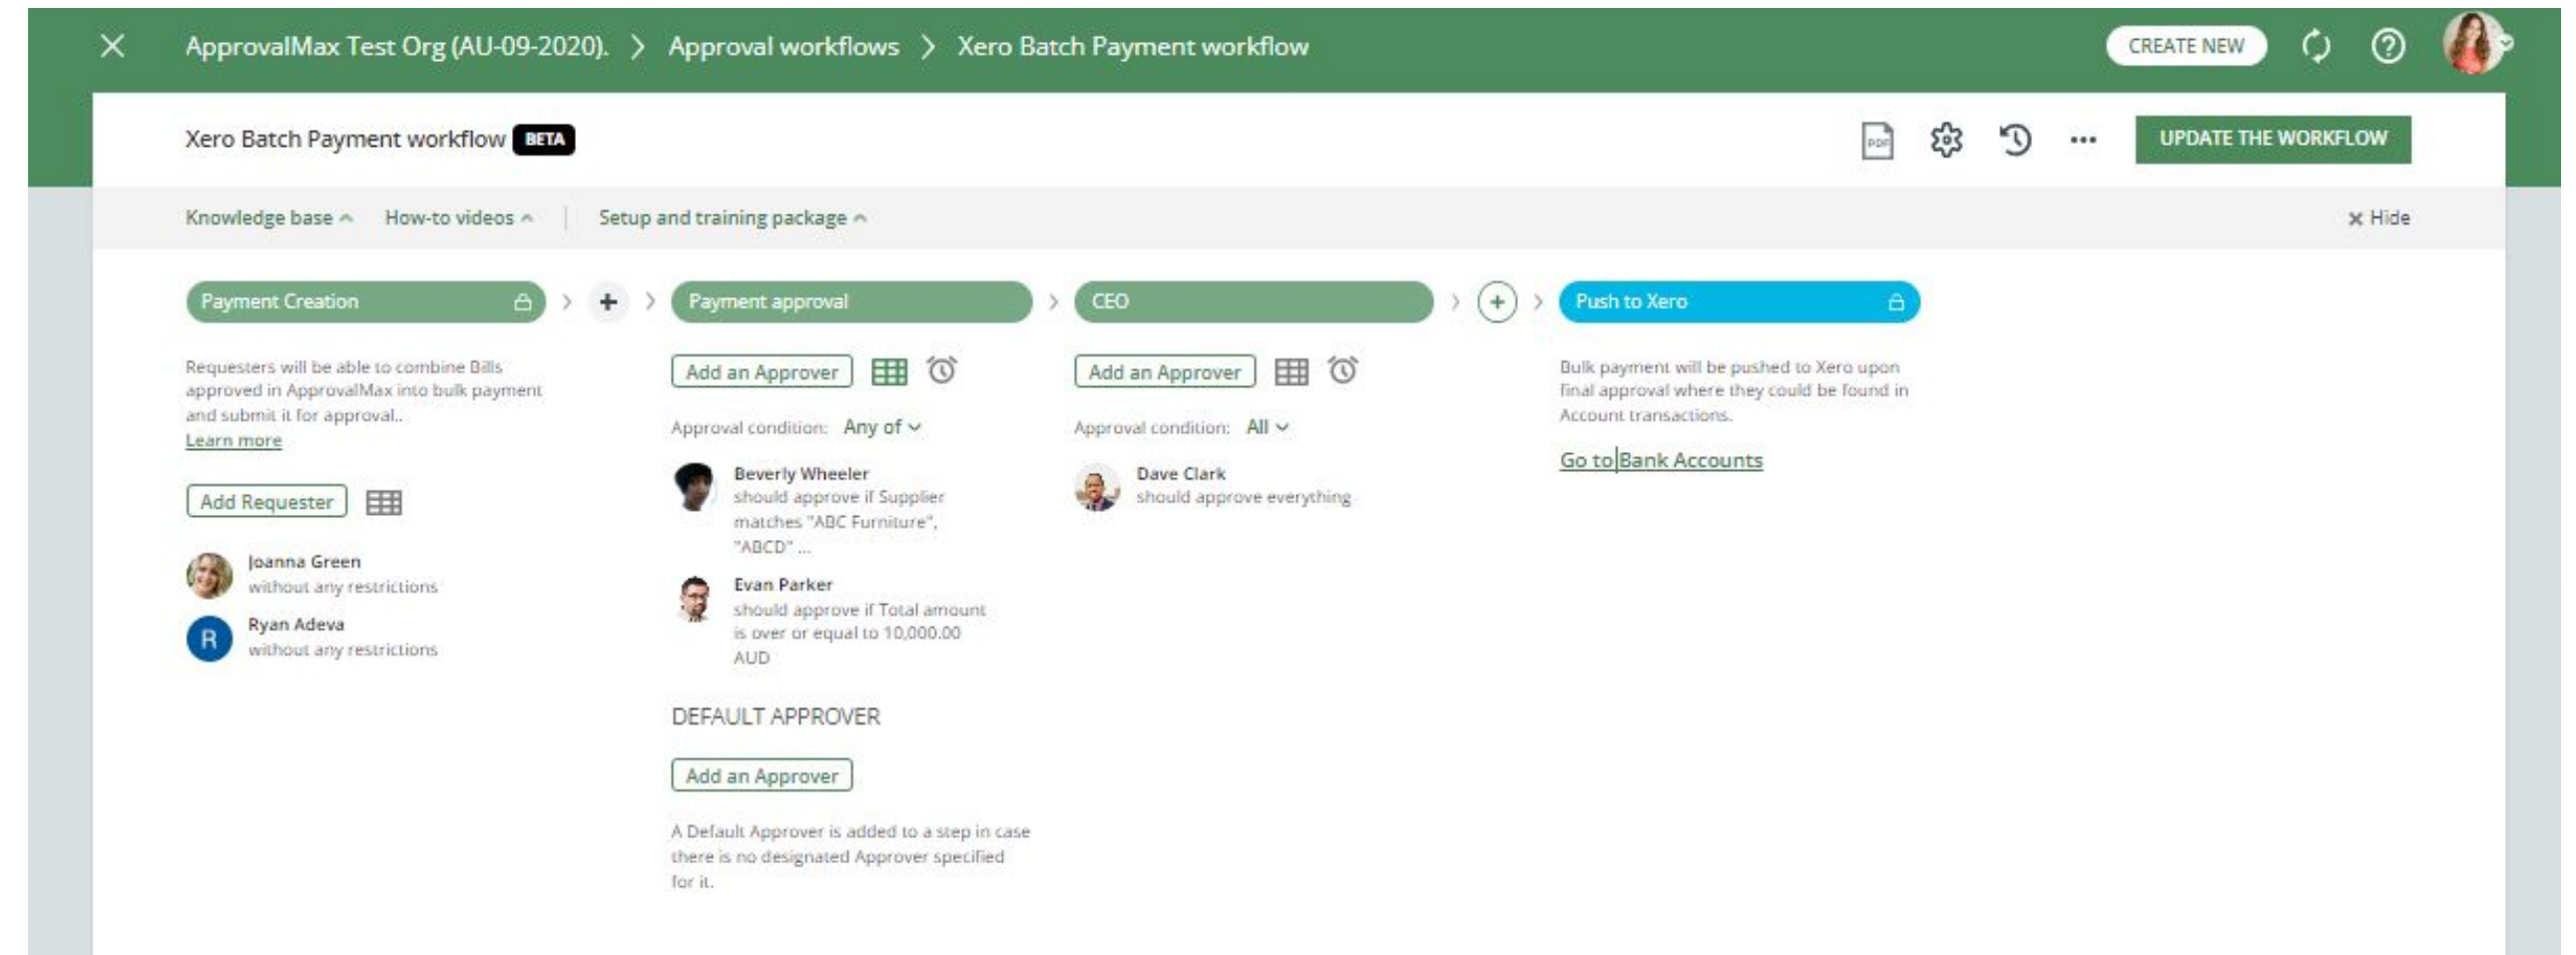 ApprovalMax Test Org (AU-09-2020). > Approval workflows > Xero Batch Payment workflow
CREATE NEW
Xero Batch Payment workflow BETA
PDF
UPDATE THE WORKFLOW
Knowledge base
How-to videos
Setup and training package
Hide
Payment Creation
Requesters will be able to combine Bills
approved in ApprovalMax into bulk payment
and submit it for approval..
Learn more
Add Requester
Joanna Green
without any restrictions
R
Ryan Adeva
without any restrictions
Payment approval
Add an Approver
Approval condition: Any of
Beverly Wheeler
should approve if Supplier
matches "ABC Furniture",
"ABCD" ...
Evan Parker
should approve if Total amount
is over or equal to 10,000.00
AUD
DEFAULT APPROVER
Add an Approver
A Default Approver is added to a step in case
there is no designated Approver specified
for it.
CEO
Add an Approver
Approval condition: All
Dave Clark
should approve everything
Push to Xero
Bulk payment will be pushed to Xero upon
final approval where they could be found in
Account transactions.
Go to Bank Accounts